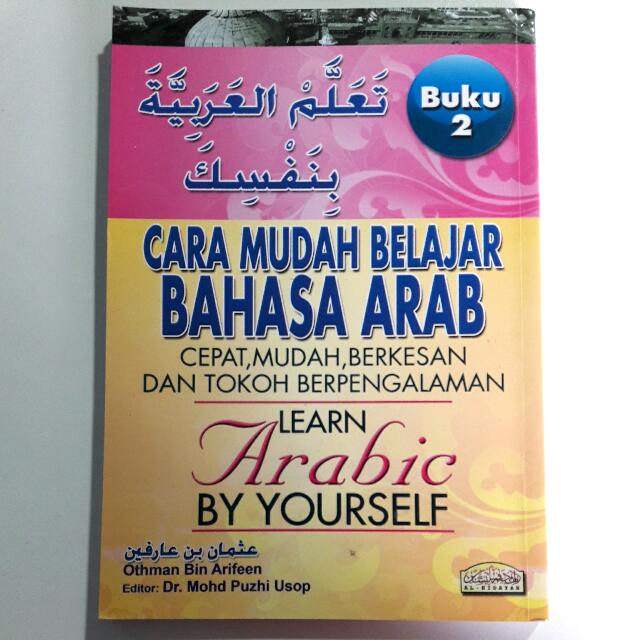 تَعَلَّمْ العَرَبِيَّةَ
بِنَفْسِكَ
Buku
2
CARA MUDAH BELAJAR
BAHASA ARAB
CEPAT,MUDAH,BERKESAN
DAN TOKOH BERPENGALAMAN
LEARN
Arabic
BY YOURSELF
عثمان بن عارفين
Othman Bin Arifeen
Editor: Dr. Mohd Puzhi Usop
AL-HIDAYAH